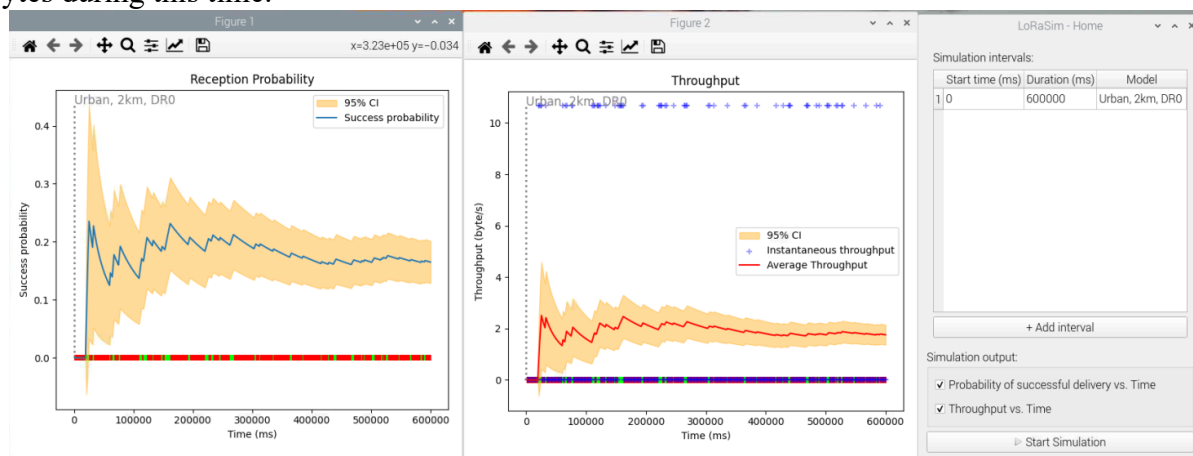 ytes during this time.
Figure 1
x=3.23e+05 y=−0.034
Reception Probability
Urban, 2km, DR0
95% CI
Success probability
0.4
0.3
0.2
0.1
0.0
Success probability
0 100000 200000 300000 400000 500000 600000
Time (ms)
Figure 2
Throughput
Urban, 2km, DR0
10
8
6
4
2
0
Throughput (byte/s)
95% CI
Instantaneous throughput
Average Throughput
0 100000 200000 300000 400000 500000 600000
Time (ms)
LoRaSim - Home
Simulation intervals:
Start time (ms) Duration (ms) Model
1 0 600000 Urban, 2km, DR0
+ Add interval
Simulation output:
Probability of successful delivery vs. Time
Throughput vs. Time
Start Simulation